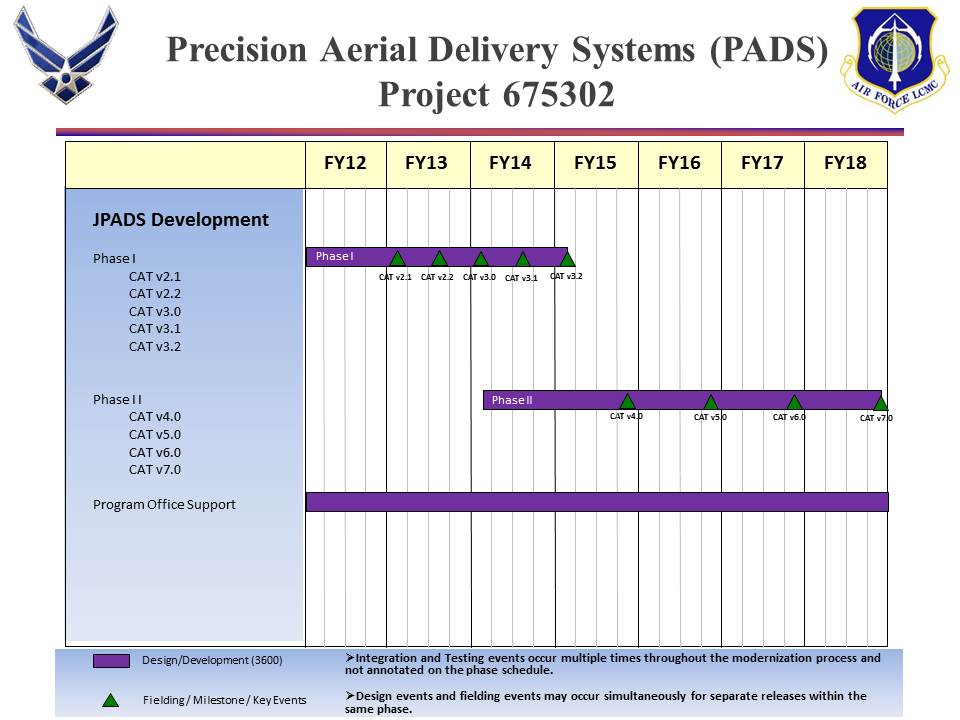 Precision Aerial Delivery Systems (PADS)
Project 675302
AIR FORCE LCMC
FY12 FY13 FY14 FY15 FY16 FY17 FY18
JPADS Development
Phase I
CAT v2.1
CAT v2.2
CAT v3.0
CAT v3.1
CAT v3.2
Phase I
CAT v2.1 CAT v2.2 CAT v3.0 CAT v3.1 CAT v3.2
Phase I I
CAT v4.0
CAT v5.0
CAT v6.0
CAT v7.0
Phase II
CAT v4.0 CAT v5.0 CAT v6.0 CAT v7.0
Program Office Support
Design/Development (3600)
Fielding / Milestone / Key Events
➢Integration and Testing events occur multiple times throughout the modernization process and
not annotated on the phase schedule.
➢Design events and fielding events may occur simultaneously for separate releases within the
same phase.